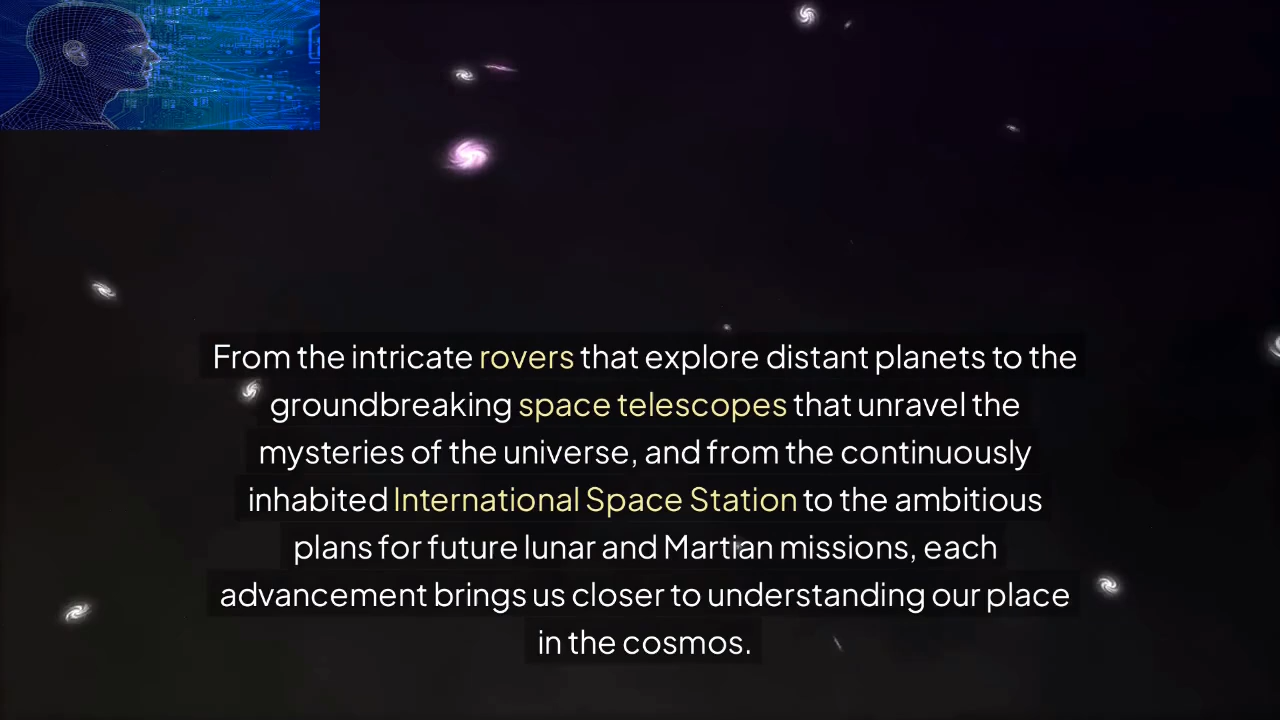 From the intricate rovers that explore distant planets to the
groundbreaking space telescopes that unravel the
mysteries of the universe, and from the continuously
inhabited International Space Station to the ambitious
plans for future lunar and Martian missions, each
advancement brings us closer to understanding our place
in the cosmos.